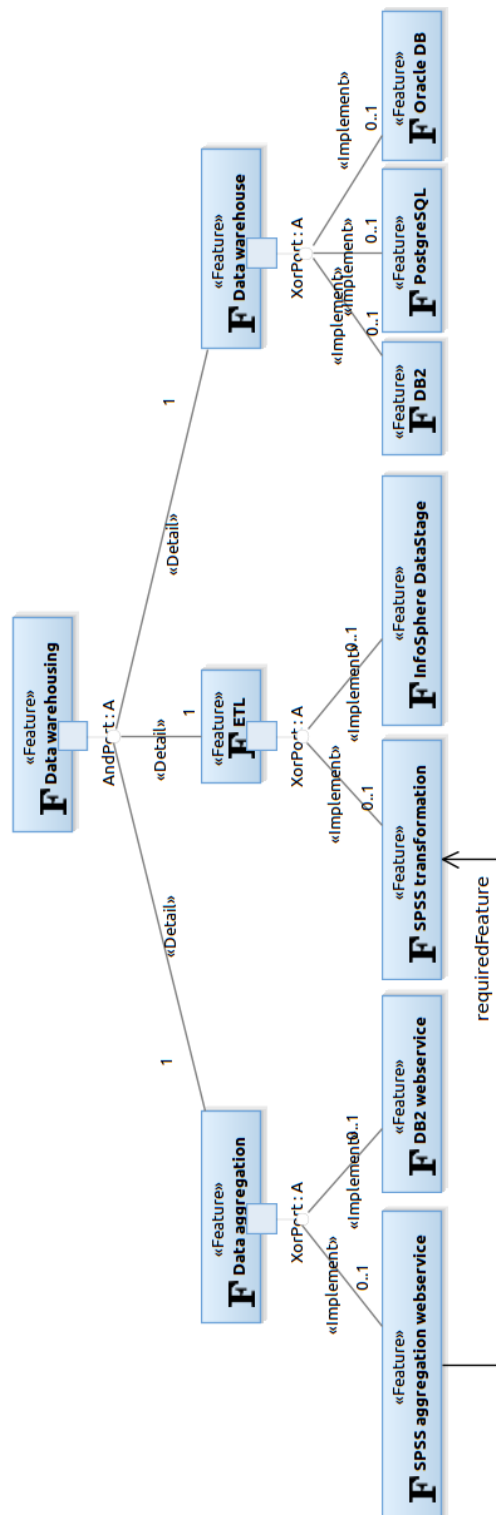 «Feature»
F Data warehousing
AndPort: A
«Detail»
«Detail»
«Detail»
1
1
1
«Feature»
F Data aggregation
«Feature»
F ETL
«Feature»
F Data warehouse
XorPort: A
XorPort: A
XorPort: A
«Implement»
0..1
«Implement»
0..1
«Implement»
0..1
«Implement»
0..1
«Implement»
0..1
«Implement»
0..1
«Implement»
0..1
«Feature»
F SPSS aggregation webservice
«Feature»
F DB2 webservice
«Feature»
F SPSS transformation
«Feature»
F InfoSphere DataStage
«Feature»
F DB2
«Feature»
F PostgreSQL
«Feature»
F Oracle DB
requiredFeature